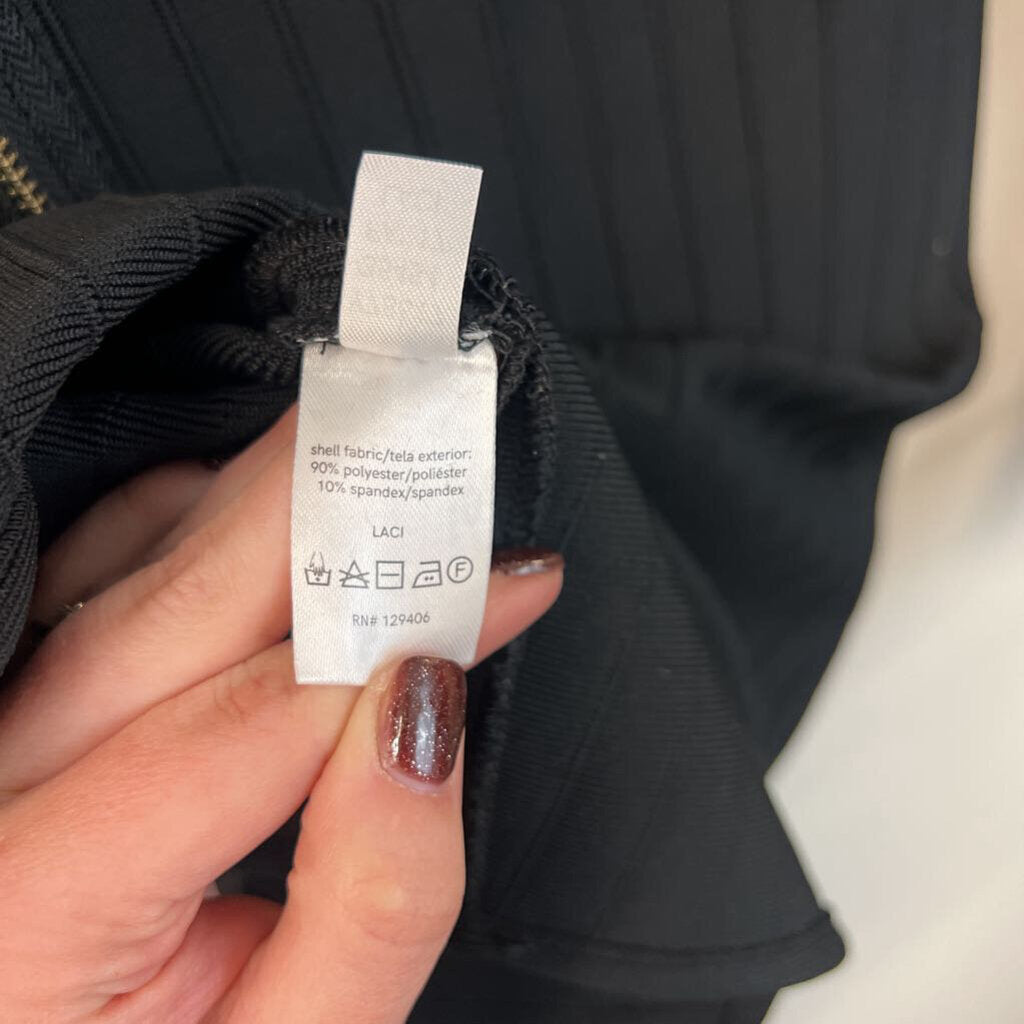 shell fabric/tela exterior:
90% polyester/poliéster
10% spandex/spandex
LACI
F
RN# 129406